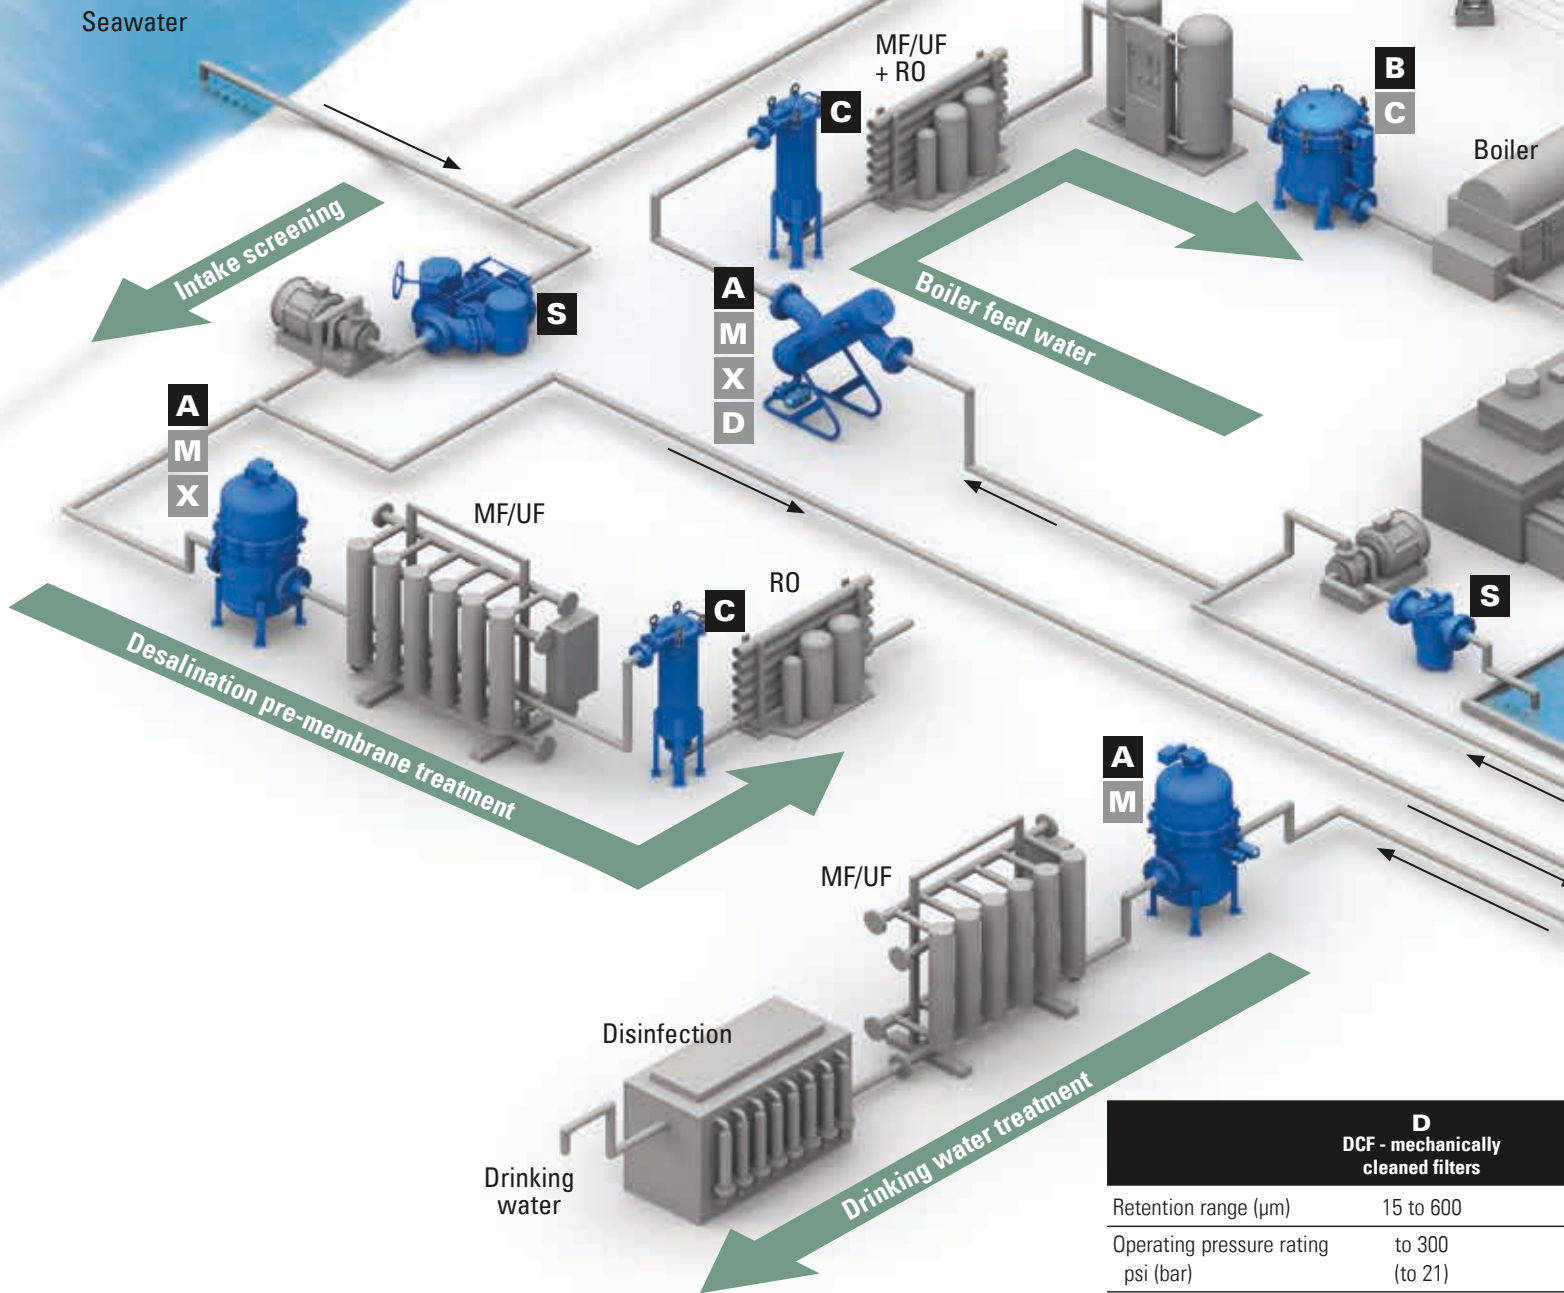 Seawater
MF/UF
+ RO
B
C
C
Boiler
Intake screening
A
M
X
D
S
Boiler feed water
A
M
X
MF/UF
RO
C
S
Desalination pre-membrane treatment
A
M
MF/UF
Disinfection
Drinking
water
Drinking water treatment
D
DCF - mechanically
cleaned filters
Retention range (µm) 15 to 600
Operating pressure rating to 300
psi (bar) (to 21)